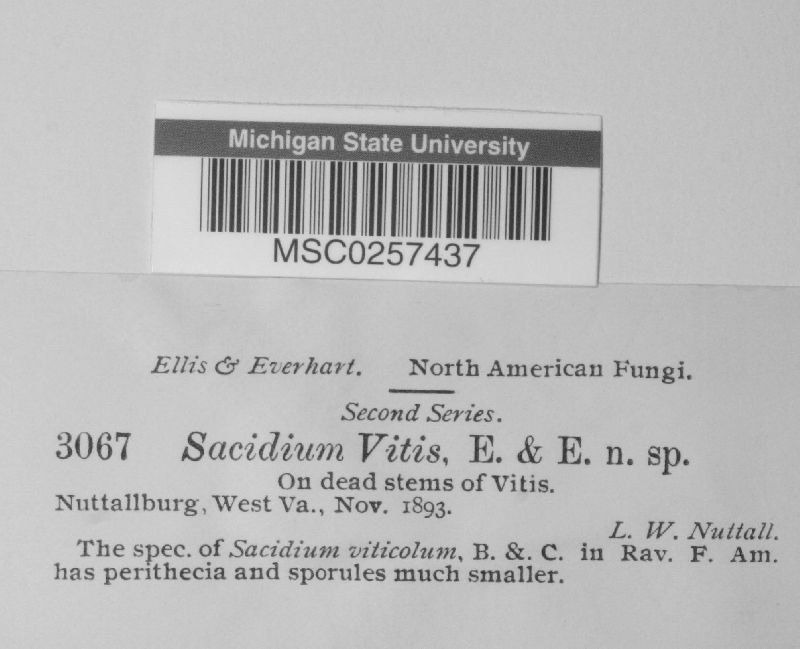 Michigan State University
MSC0257437
Ellis & Everhart. North American Fungi.
Second Series.
3067 Sacidium Vitis, E. & E. n. sp.
On dead stems of Vitis.
Nuttallburg, West Va., Nov. 1893.
L. W. Nuttall.
The spec. of Sacidium viticolum, B. &. C. in Rav. F. Am.
has perithecia and sporules much smaller.